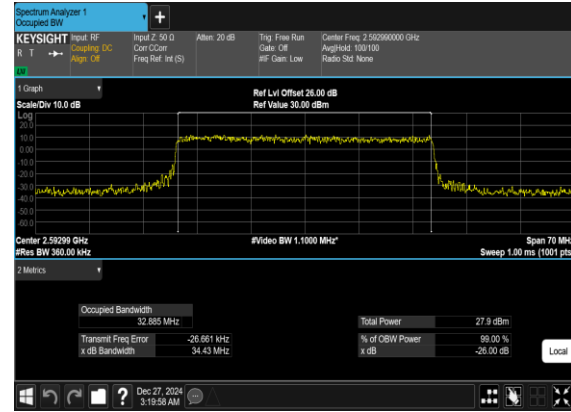 Spectrum Analyzer 1
Occupied BW
KEYSIGHT
R T
LU
Input: RF
Coupling: DC
Align: Off
Input Z: 50 Ω
Corr CCorr
Freq Ref: Int (S)
Atten: 20 dB
Trig: Free Run
Gate: Off
#IF Gain: Low
Center Freq: 2.592990000 GHz
Avg|Hold: 100/100
Radio Std: None
1 Graph
Scale/Div 10.0 dB
Ref Lvl Offset 26.00 dB
Ref Value 30.00 dBm
Log
20.0
10.0
0.00
-10.0
-20.0
-30.0
-40.0
-50.0
-60.0
Center 2.59299 GHz
#Video BW 1.1000 MHz*
Span 70 MHz
#Res BW 360.00 kHz
Sweep 1.00 ms (1001 pts
2 Metrics
Occupied Bandwidth
32.885 MHz
Total Power 27.9 dBm
Transmit Freq Error -26.661 kHz
% of OBW Power 99.00 %
x dB Bandwidth 34.43 MHz
x dB -26.00 dB
Local
?
Dec 27, 2024
3:19:58 AM